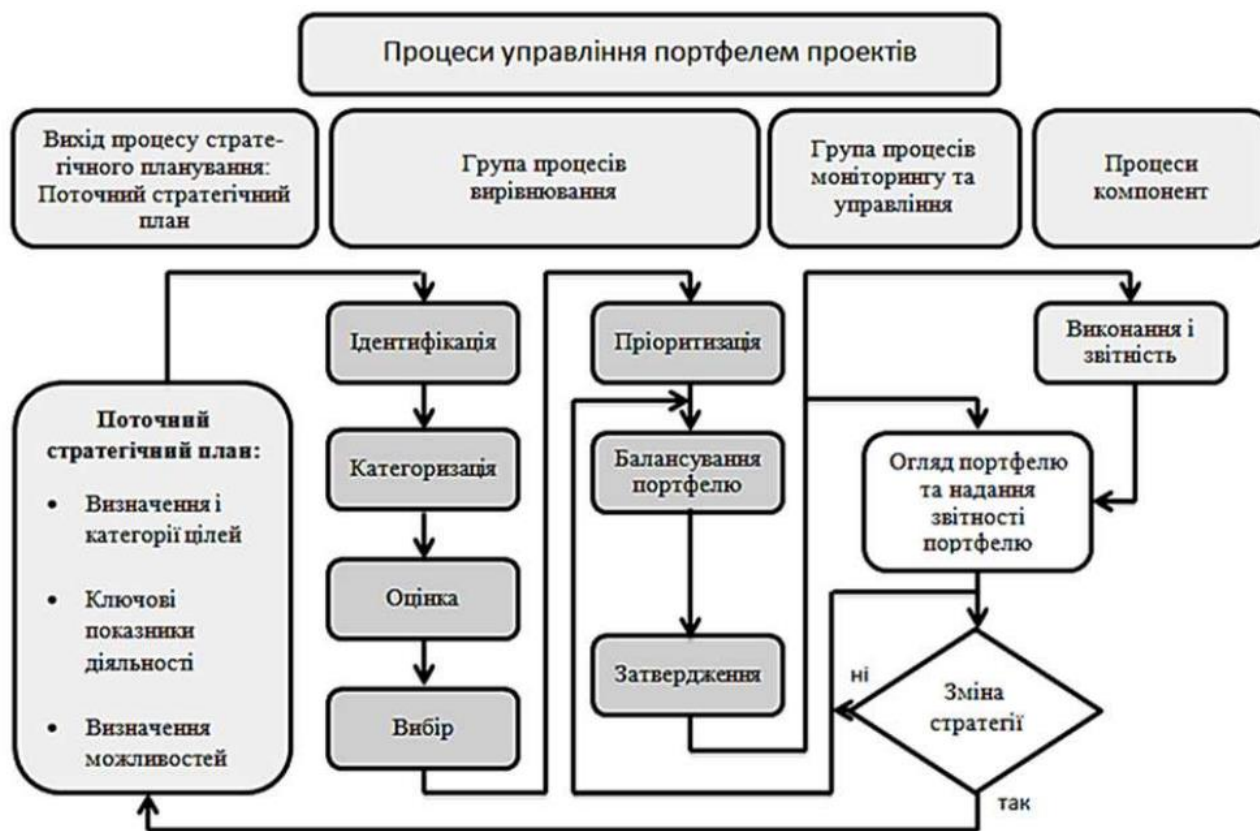 Процеси управління портфелем проектів
Вихід процесу страте-
гічного планування:
Поточний стратегічний
план
Група процесів
вирівнювання
Група процесів
моніторингу та
управління
Процеси
компонент
Ідентифікація
Категоризація
Оцінка
Вибір
Пріоритизація
Балансування
портфелю
Затвердження
Виконання і
звітність
Огляд портфелю
та надання
звітності
портфелю
Зміна
стратегії
ні
так
Поточний
стратегічний план:
• Визначення і
категорії цілей
• Ключові
показники
діяльності
• Визначення
можливостей